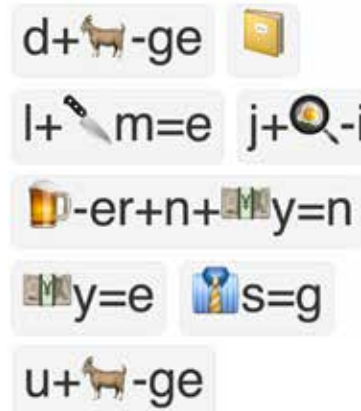 d+🐐-ge 📒
l+🔪m=e j+🍳-i
🍺-er+n+💴y=n
💴y=e 👔s=g
u+🐐-ge